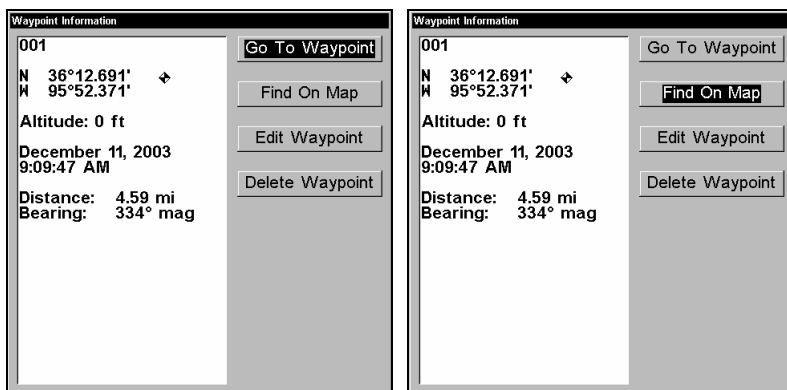 Waypoint Information
001
N 36°12.691'
W 95°52.371'
Altitude: 0 ft
December 11, 2003
9:09:47 AM
Distance: 4.59 mi
Bearing: 334° mag
Go To Waypoint
Find On Map
Edit Waypoint
Delete Waypoint
Waypoint Information
001
N 36°12.691'
W 95°52.371'
Altitude: 0 ft
December 11, 2003
9:09:47 AM
Distance: 4.59 mi
Bearing: 334° mag
Go To Waypoint
Find On Map
Edit Waypoint
Delete Waypoint